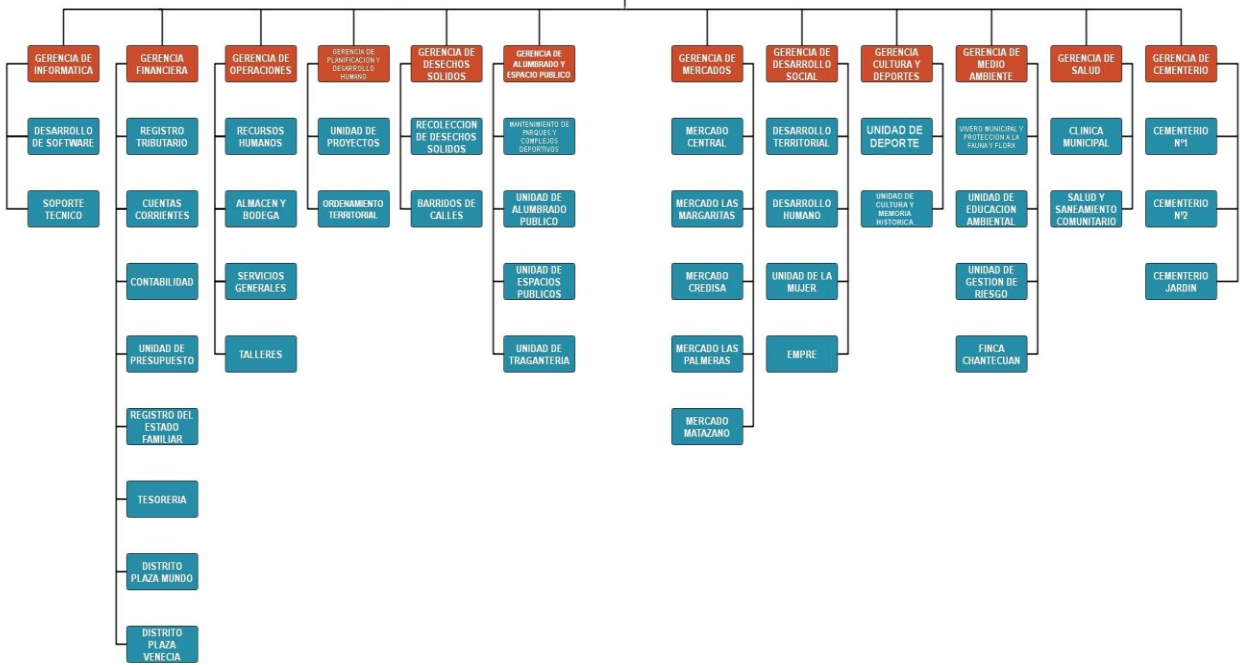 GERENCIA DE
INFORMATICA
GERENCIA
FINANCIERA
GERENCIA DE
OPERACIONES
GERENCIA DE
PLANIFICACION Y
DESARROLLO
HUMANO
GERENCIA DE
DESECHOS
SOLIDOS
GERENCIA DE
ALUMBRADO Y
ESPACIO PUBLICO
GERENCIA
DE MERCADOS
GERENCIA DE
DESARROLLO
SOCIAL
GERENCIA
CULTURA Y
DEPORTES
GERENCIA DE
MEDIO
AMBIENTE
GERENCIA DE
SALUD
GERENCIA DE
CEMENTERIO
DESARROLLO
DE SOFTWARE
REGISTRO
TRIBUTARIO
RECURSOS
HUMANOS
UNIDAD DE
PROYECTOS
RECOLECCION
DE DESECHOS
SOLIDOS
MANTENIMIENTO DE
PARQUES Y
COMPLEJOS
DEPORTIVOS
MERCADO
CENTRAL
DESARROLLO
TERRITORIAL
UNIDAD DE
DEPORTE
VIVERO MUNICIPAL Y
PROTECCION A LA
FAUNA Y FLORA
CLINICA
MUNICIPAL
CEMENTERIO
Nº1
SOPORTE
TECNICO
CUENTAS
CORRIENTES
ALMACEN Y
BODEGA
ORDENAMIENTO
TERRITORIAL
BARRIDOS DE
CALLES
UNIDAD DE
ALUMBRADO
PUBLICO
MERCADO LAS
MARGARITAS
DESARROLLO
HUMANO
UNIDAD DE
CULTURA Y
MEMORIA
HISTORICA.
UNIDAD DE
EDUCACION
AMBIENTAL
SALUD Y
SANEAMIENTO
COMUNITARIO
CEMENTERIO
Nº2
CONTABILIDAD
SERVICIOS
GENERALES
UNIDAD DE
ESPACIOS
PUBLICOS
MERCADO
CREDISA
UNIDAD DE LA
MUJER
UNIDAD DE
GESTION DE
RIESGO
CEMENTERIO
JARDIN
UNIDAD DE
PRESUPUESTO
TALLERES
UNIDAD DE
TRAGANTERIA
MERCADO LAS
PALMERAS
EMPRE
FINCA
CHANTECUAN
REGISTRO DEL
ESTADO
FAMILIAR
MERCADO
MATAZANO
TESORERIA
DISTRITO
PLAZA MUNDO
DISTRITO
PLAZA
VENECIA